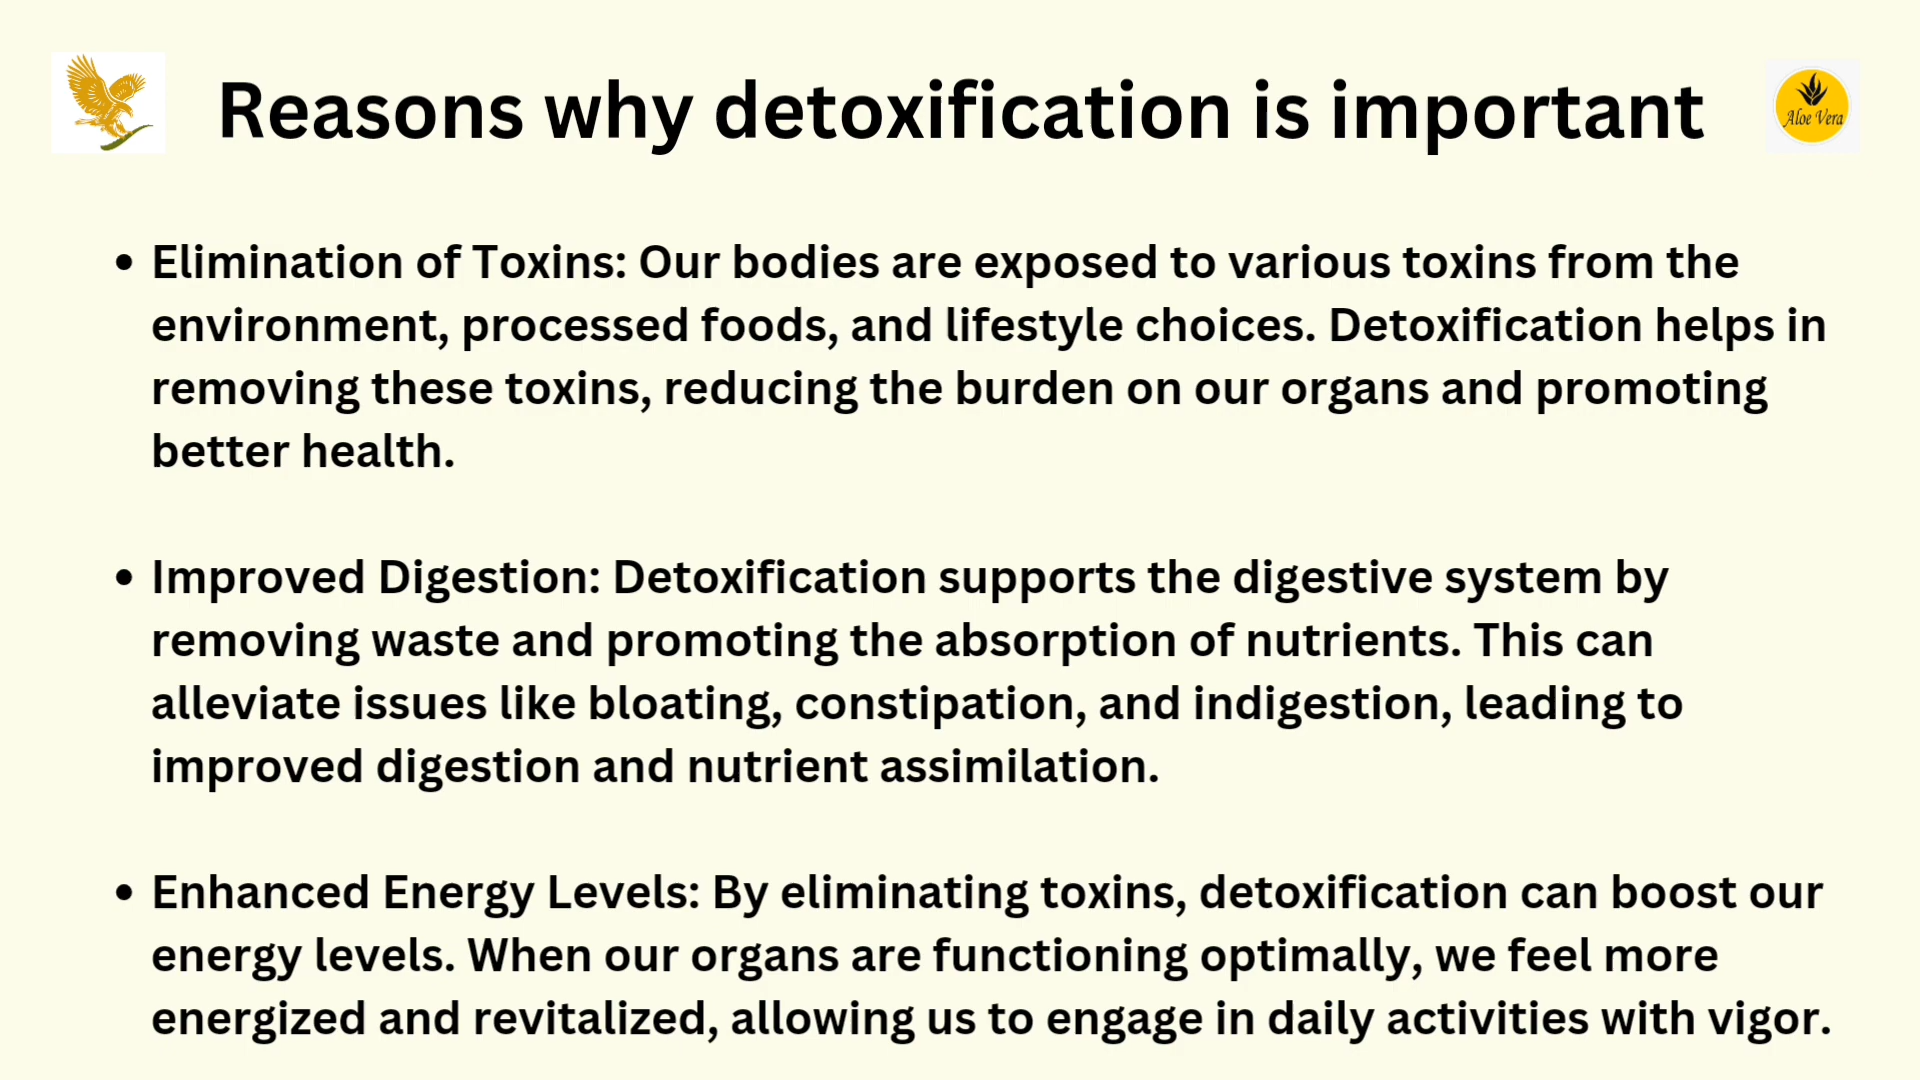 Reasons why detoxification is important
Aloe Vera
• Elimination of Toxins: Our bodies are exposed to various toxins from the
environment, processed foods, and lifestyle choices. Detoxification helps in
removing these toxins, reducing the burden on our organs and promoting
better health.
• Improved Digestion: Detoxification supports the digestive system by
removing waste and promoting the absorption of nutrients. This can
alleviate issues like bloating, constipation, and indigestion, leading to
improved digestion and nutrient assimilation.
• Enhanced Energy Levels: By eliminating toxins, detoxification can boost our
energy levels. When our organs are functioning optimally, we feel more
energized and revitalized, allowing us to engage in daily activities with vigor.